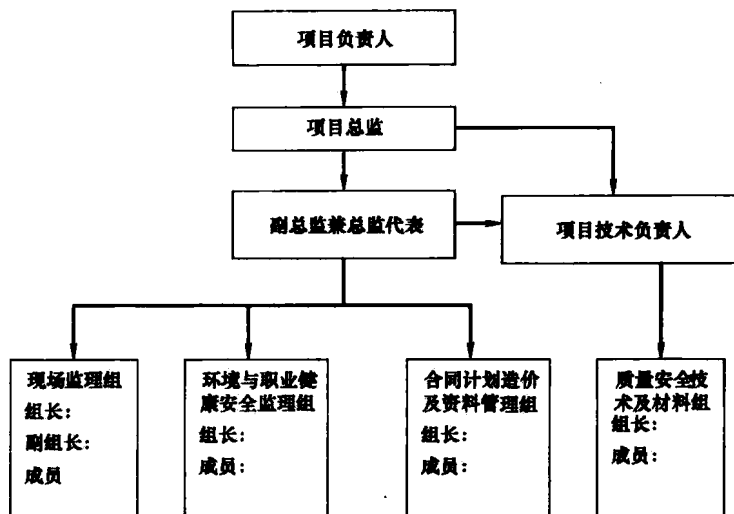 项目负责人
项目总监
副总监兼总监代表
项目技术负责人
现场监理组
组长：
副组长：
成员
环境与职业健
康安全监理组
组长：
成员：
合同计划造价
及资料管理组
组长：
成员：
质量安全技
术及材料组
组长：
成员：